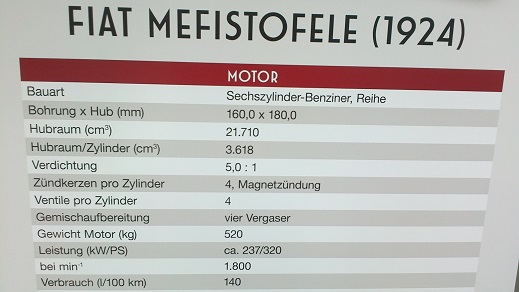 FIAT MEFISTOFELE (1924)
MOTOR
Bauart Sechszylinder-Benziner, Reihe
Bohrung x Hub (mm) 160,0 x 180,0
Hubraum (cm³) 21.710
Hubraum/Zylinder (cm³) 3.618
Verdichtung 5,0 : 1
Zündkerzen pro Zylinder 4, Magnetzündung
Ventile pro Zylinder 4
Gemischaufbereitung vier Vergaser
Gewicht Motor (kg) 520
Leistung (kW/PS) ca. 237/320
bei min⁻¹ 1.800
Verbrauch (l/100 km) 140